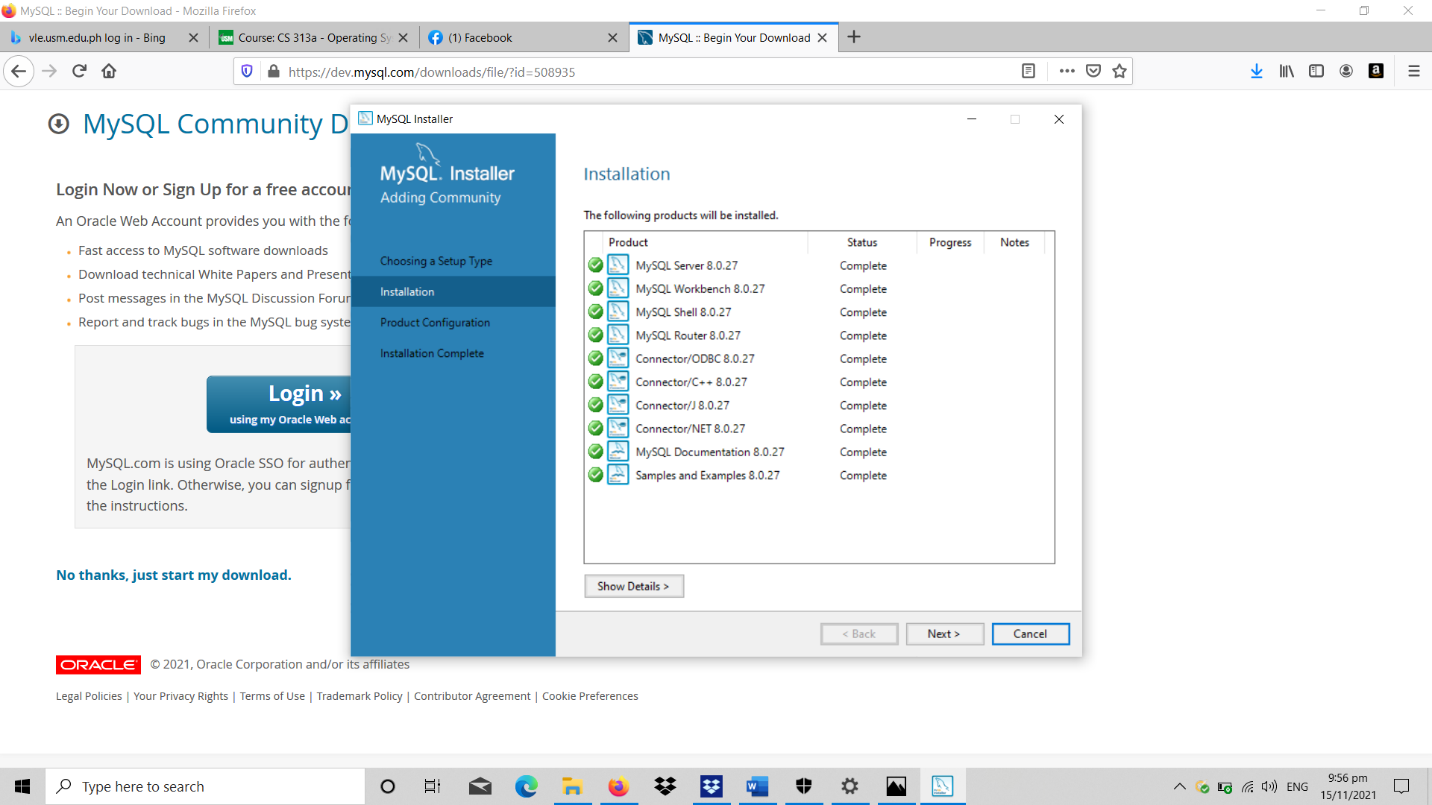 MySQL :: Begin Your Download - Mozilla Firefox
vle.usm.edu.ph log in - Bing
Course: CS 313a - Operating Sy
(1) Facebook
MySQL :: Begin Your Download
https://dev.mysql.com/downloads/file/?id=508935
MySQL Community D
Login Now or Sign Up for a free accour
An Oracle Web Account provides you with the f
Fast access to MySQL software downloads
Download technical White Papers and Present
Post messages in the MySQL Discussion Forur
Report and track bugs in the MySQL bug syste
Login »
using my Oracle Web ac
MySQL.com is using Oracle SSO for auther
the Login link. Otherwise, you can signup f
the instructions.
No thanks, just start my download.
ORACLE © 2021, Oracle Corporation and/or its affiliates
Legal Policies | Your Privacy Rights | Terms of Use | Trademark Policy | Contributor Agreement | Cookie Preferences
MySQL Installer
MySQL. Installer
Adding Community
Choosing a Setup Type
Installation
Product Configuration
Installation Complete
Installation
The following products will be installed.
Product Status Progress Notes
MySQL Server 8.0.27 Complete
MySQL Workbench 8.0.27 Complete
MySQL Shell 8.0.27 Complete
MySQL Router 8.0.27 Complete
Connector/ODBC 8.0.27 Complete
Connector/C++ 8.0.27 Complete
Connector/J 8.0.27 Complete
Connector/NET 8.0.27 Complete
MySQL Documentation 8.0.27 Complete
Samples and Examples 8.0.27 Complete
Show Details >
< Back Next > Cancel
Type here to search
ENG
9:56 pm
15/11/2021